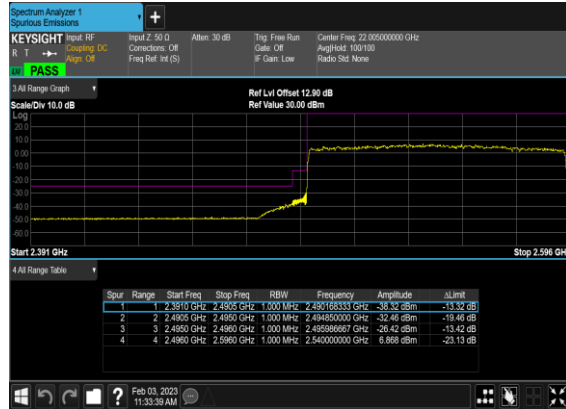 Spectrum Analyzer 1
Spurious Emissions
+
KEYSIGHT Input: RF Input Z: 50 Ω Atten: 30 dB Trig: Free Run Center Freq: 22.005000000 GHz
R T Coupling: DC Corrections: Off Gate: Off Avg|Hold: 100/100
Align: Off Freq Ref: Int (S) IF Gain: Low Radio Std: None
PASS
3 All Range Graph
Ref Lvl Offset 12.90 dB
Scale/Div 10.0 dB Ref Value 30.00 dBm
Log
20.0
10.0
0.00
-10.0
-20.0
-30.0
-40.0
-50.0
-60.0
Start 2.391 GHz Stop 2.596 GH
4 All Range Table
Spur Range Start Freq Stop Freq RBW Frequency Amplitude ΔLimit
1 1 2.3910 GHz 2.4905 GHz 1.000 MHz 2.490168333 GHz -38.32 dBm -13.32 dB
2 2 2.4905 GHz 2.4950 GHz 1.000 MHz 2.494850000 GHz -32.46 dBm -19.46 dB
3 3 2.4950 GHz 2.4960 GHz 1.000 MHz 2.495986667 GHz -26.42 dBm -13.42 dB
4 4 2.4960 GHz 2.5960 GHz 1.000 MHz 2.540000000 GHz 6.868 dBm -23.13 dB
? Feb 03, 2023
11:33:39 AM